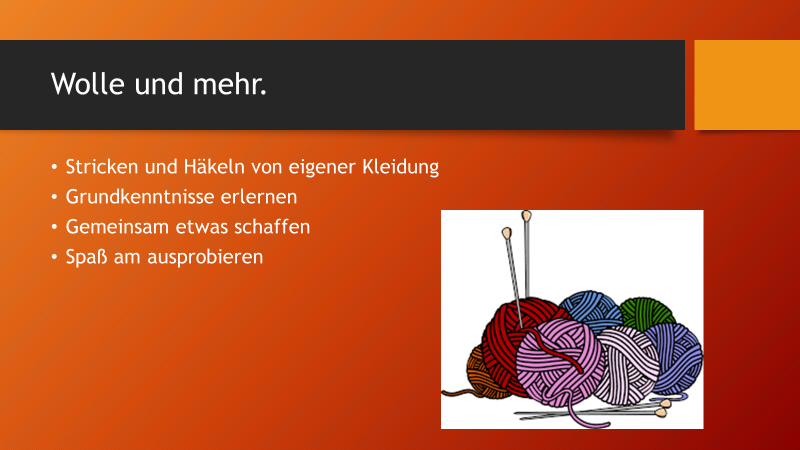 Wolle und mehr.
• Stricken und Häkeln von eigener Kleidung
• Grundkenntnisse erlernen
• Gemeinsam etwas schaffen
• Spaß am ausprobieren